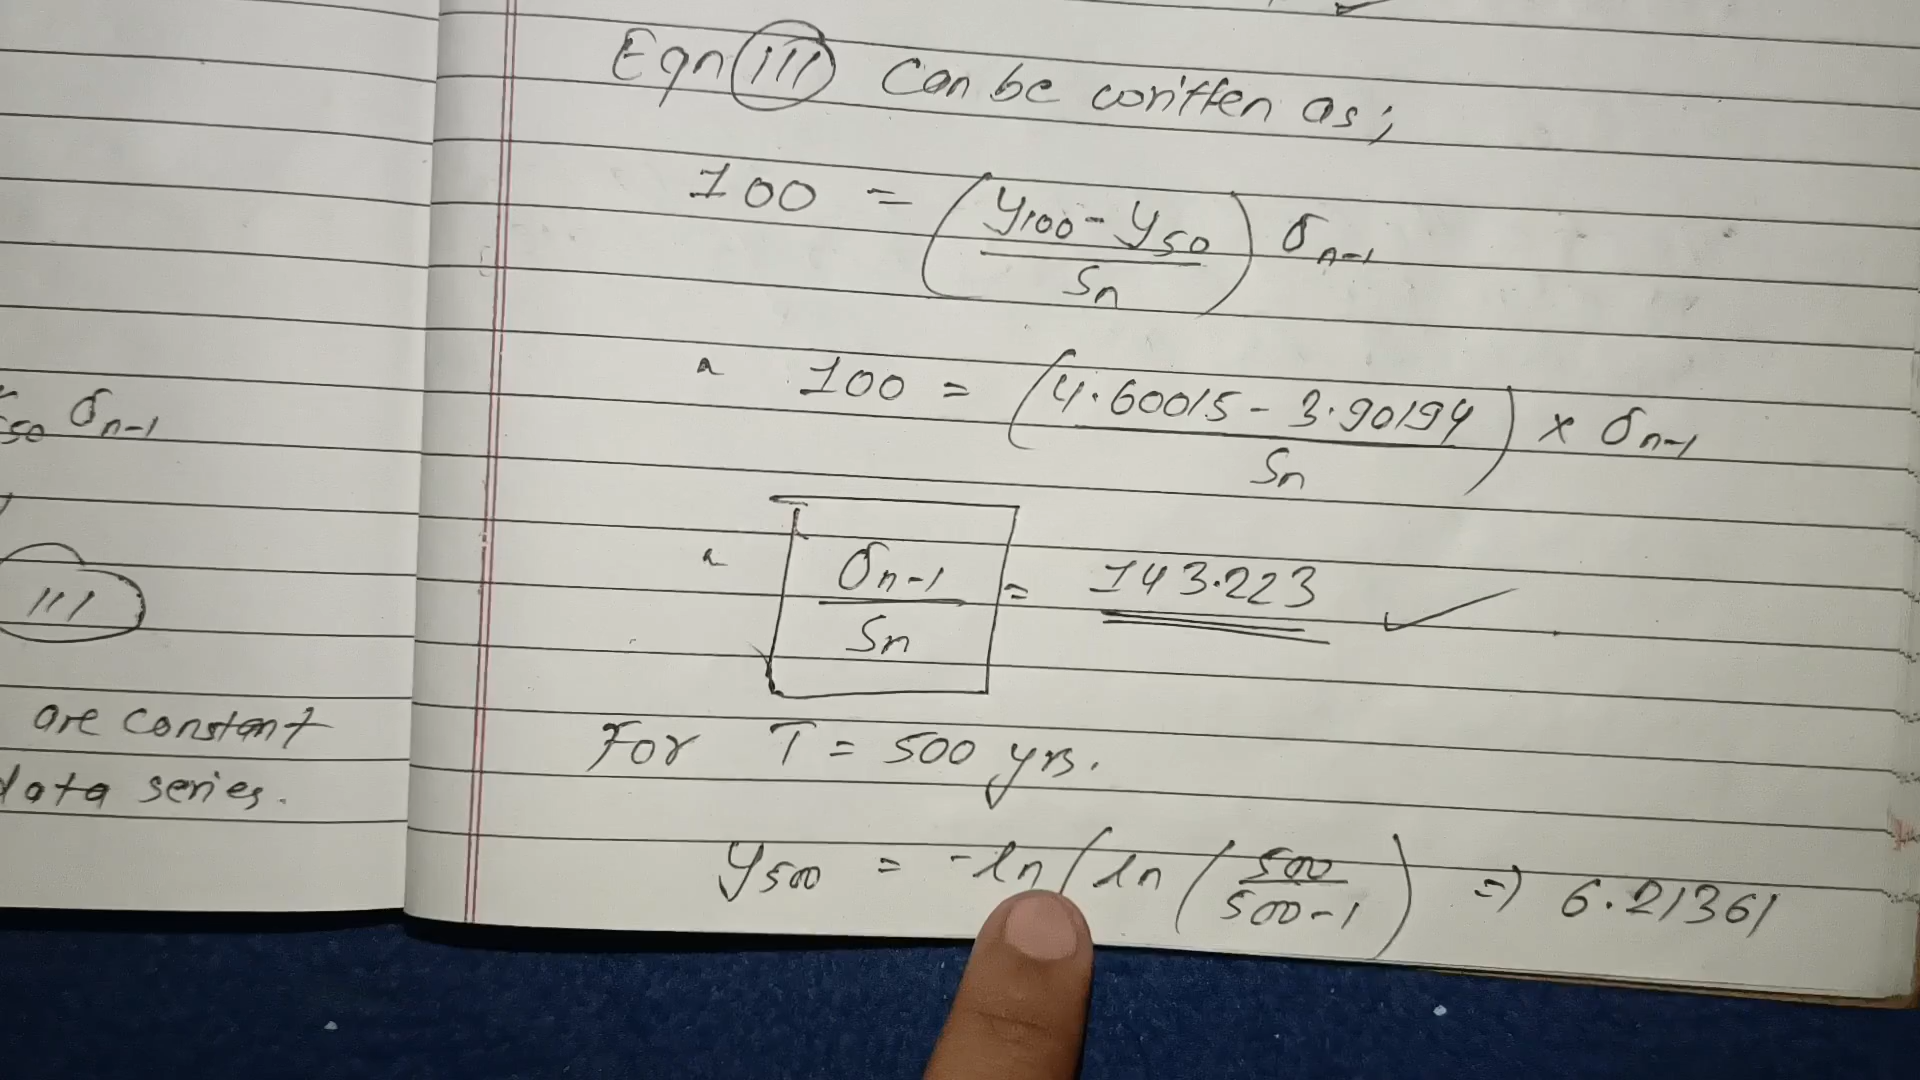 σn-1
111
are constant
data series.
Eqn (111) Can be written as;
100 = ( y100 - y50 / Sn ) σn-1
100 = ( 4.60015 - 3.90194 / Sn ) × σn-1
σn-1 / Sn = 143.223 ✓
For T = 500 yrs.
y500 = -ln ( ln ( 500 / 500-1 ) => 6.21361